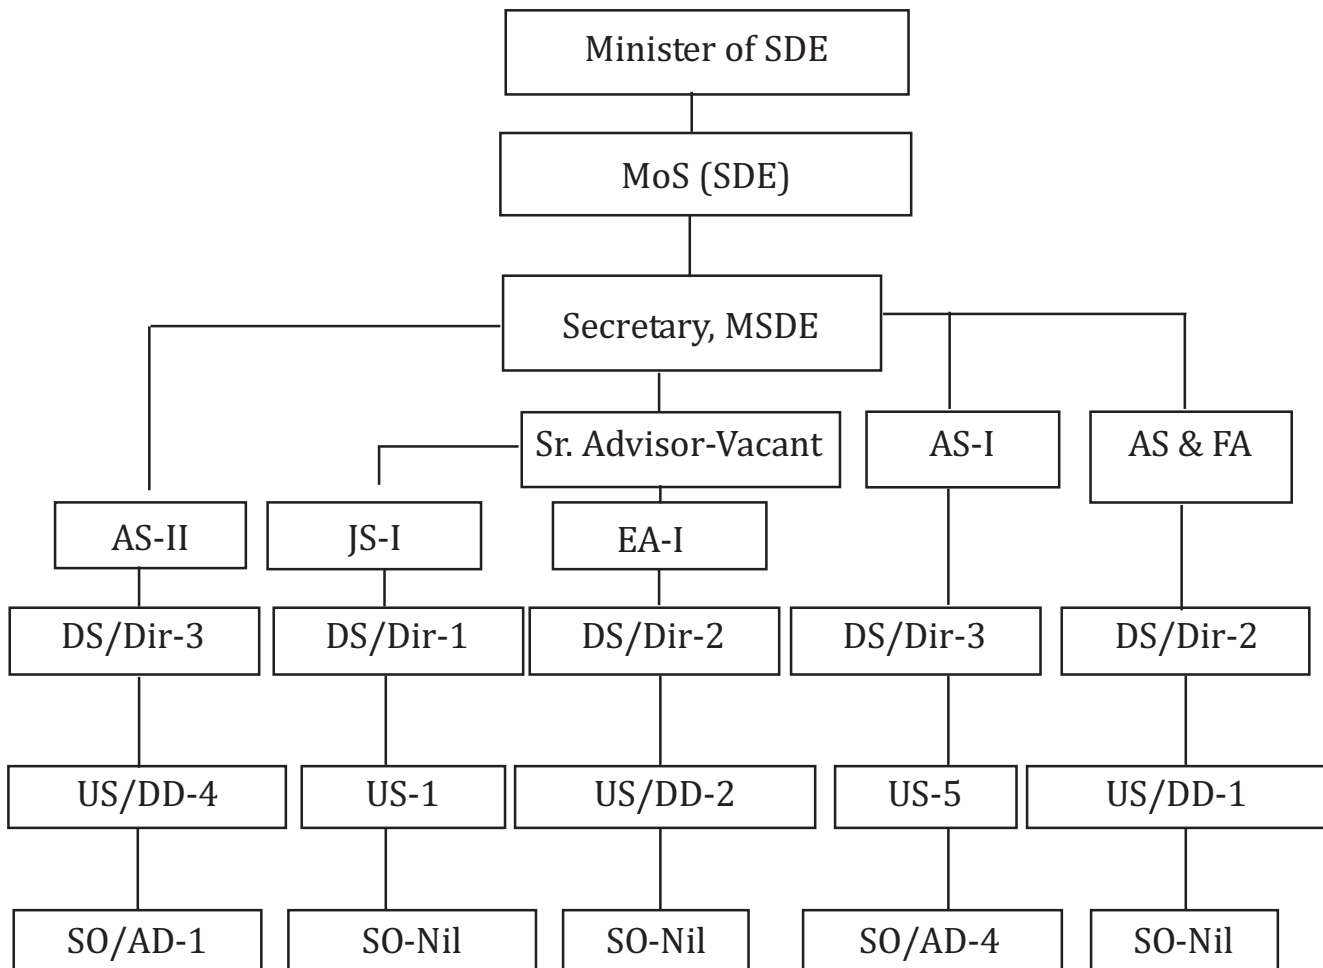 Minister of SDE
MoS (SDE)
Secretary, MSDE
Sr. Advisor-Vacant
AS-I
AS & FA
AS-II
JS-I
EA-I
DS/Dir-3
DS/Dir-1
DS/Dir-2
DS/Dir-3
DS/Dir-2
US/DD-4
US-1
US/DD-2
US-5
US/DD-1
SO/AD-1
SO-Nil
SO-Nil
SO/AD-4
SO-Nil